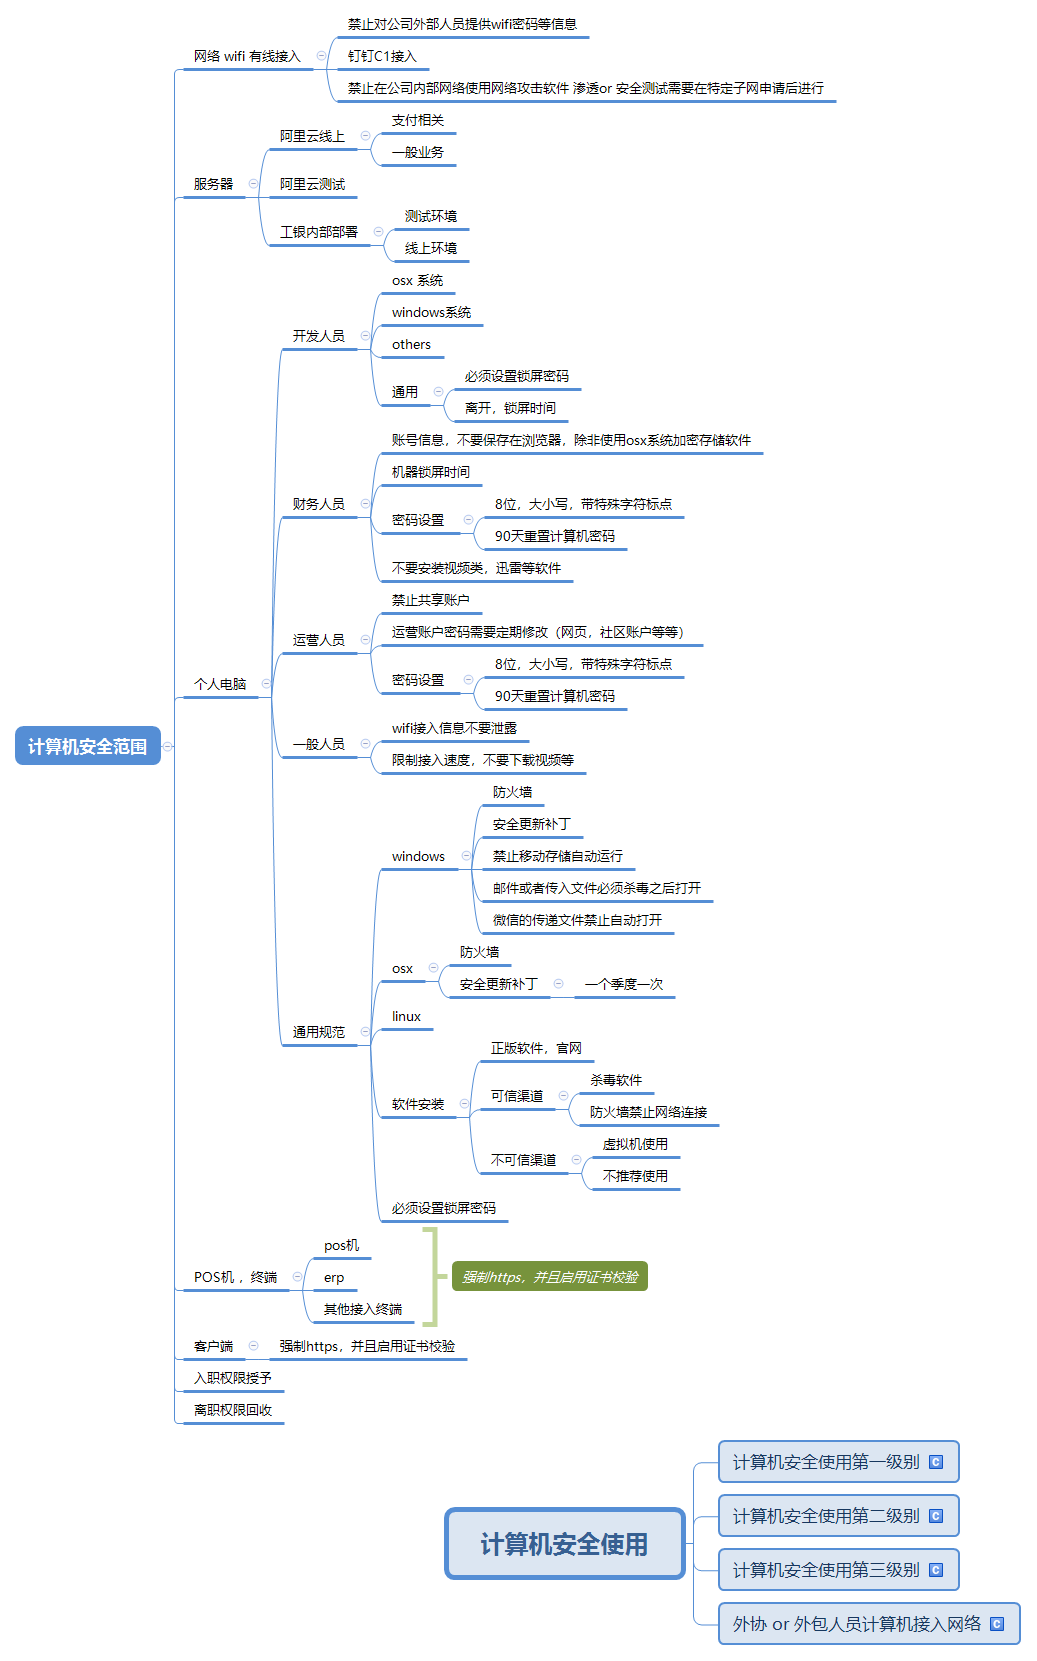 禁止对公司外部人员提供wifi密码等信息
网络 wifi 有线接入
钉钉C1接入
禁止在公司内部网络使用网络攻击软件 渗透or 安全测试需要在特定子网申请后进行
支付相关
阿里云线上
一般业务
服务器
阿里云测试
测试环境
工银内部部署
线上环境
osx 系统
windows系统
开发人员
others
必须设置锁屏密码
通用
离开，锁屏时间
账号信息，不要保存在浏览器，除非使用osx系统加密存储软件
机器锁屏时间
财务人员
8位，大小写，带特殊字符标点
密码设置
90天重置计算机密码
不要安装视频类，迅雷等软件
禁止共享账户
运营人员
运营账户密码需要定期修改（网页，社区账户等等）
8位，大小写，带特殊字符标点
密码设置
90天重置计算机密码
个人电脑
wifi接入信息不要泄露
一般人员
限制接入速度，不要下载视频等
计算机安全范围
防火墙
安全更新补丁
windows
禁止移动存储自动运行
邮件或者传入文件必须杀毒之后打开
微信的传递文件禁止自动打开
防火墙
osx
安全更新补丁
一个季度一次
linux
通用规范
正版软件，官网
杀毒软件
可信渠道
防火墙禁止网络连接
软件安装
虚拟机使用
不可信渠道
不推荐使用
必须设置锁屏密码
pos机
POS机 ，终端
erp
强制https，并且启用证书校验
其他接入终端
客户端
强制https，并且启用证书校验
入职权限授予
离职权限回收
计算机安全使用第一级别 C
计算机安全使用第二级别 C
计算机安全使用
计算机安全使用第三级别 C
外协 or 外包人员计算机接入网络 C